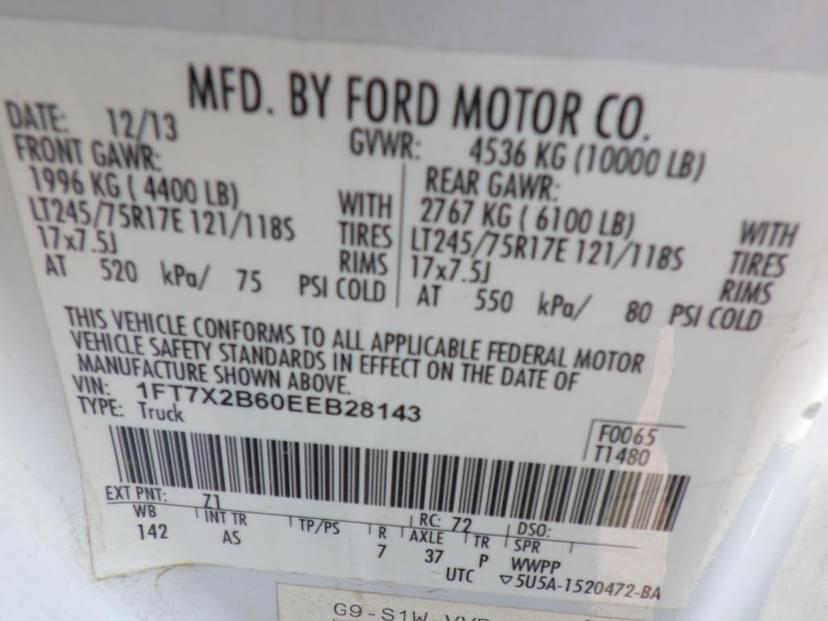 MFD. BY FORD MOTOR CO.
DATE: 12/13 GVWR: 4536 KG (10000 LB)
FRONT GAWR: REAR GAWR:
1996 KG ( 4400 LB) WITH 2767 KG ( 6100 LB) WITH
LT245/75R17E 121/118S TIRES LT245/75R17E 121/118S TIRES
17x7.5J RIMS 17x7.5J RIMS
AT 520 kPa/ 75 PSI COLD AT 550 kPa/ 80 PSI COLD
THIS VEHICLE CONFORMS TO ALL APPLICABLE FEDERAL MOTOR
VEHICLE SAFETY STANDARDS IN EFFECT ON THE DATE OF
MANUFACTURE SHOWN ABOVE.
VIN: 1FT7X2B60EEB28143
TYPE: Truck
F0065
T1480
EXT PNT: Z1 RC: 72 DSO:
WB INT TR TP/PS R AXLE TR SPR
142 AS 7 37 P WWPP
UTC ▽5U5A-1520472-BA
G9-S1W